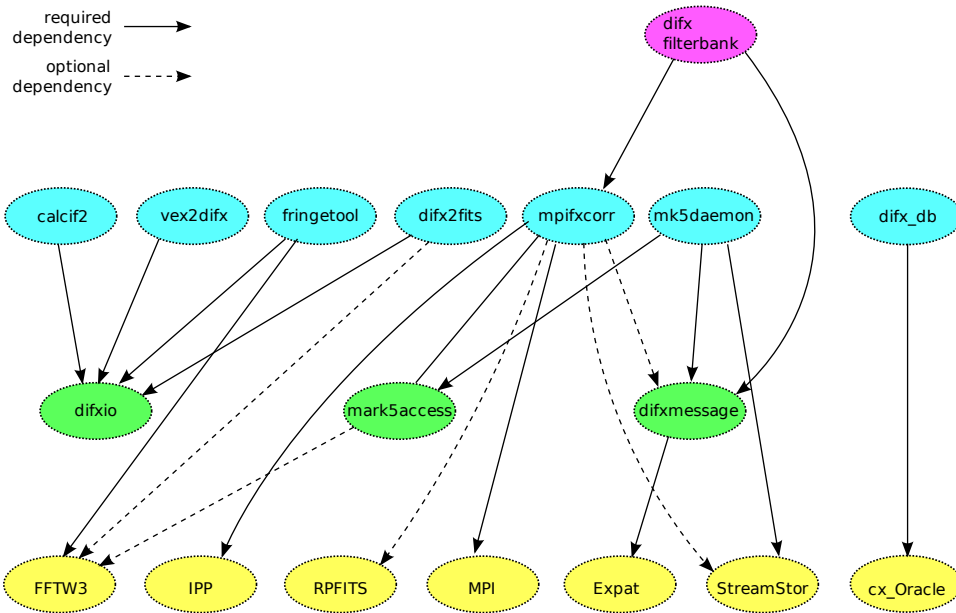 required
dependency
optional
dependency
difx
filterbank
calcif2
vex2difx
fringetool
difx2fits
mpifxcorr
mk5daemon
difx_db
difxio
mark5access
difxmessage
FFTW3
IPP
RPFITS
MPI
Expat
StreamStor
cx_Oracle